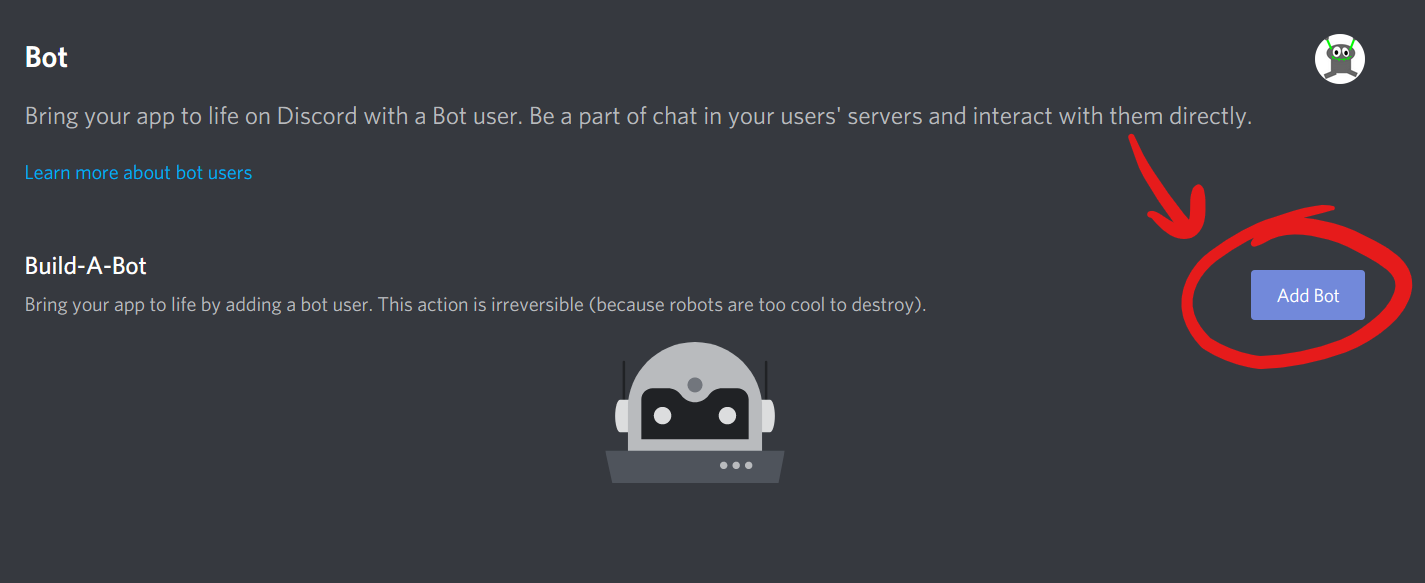 Bot
Bring your app to life on Discord with a Bot user. Be a part of chat in your users' servers and interact with them directly.
Learn more about bot users
Build-A-Bot
Bring your app to life by adding a bot user. This action is irreversible (because robots are too cool to destroy).
Add Bot